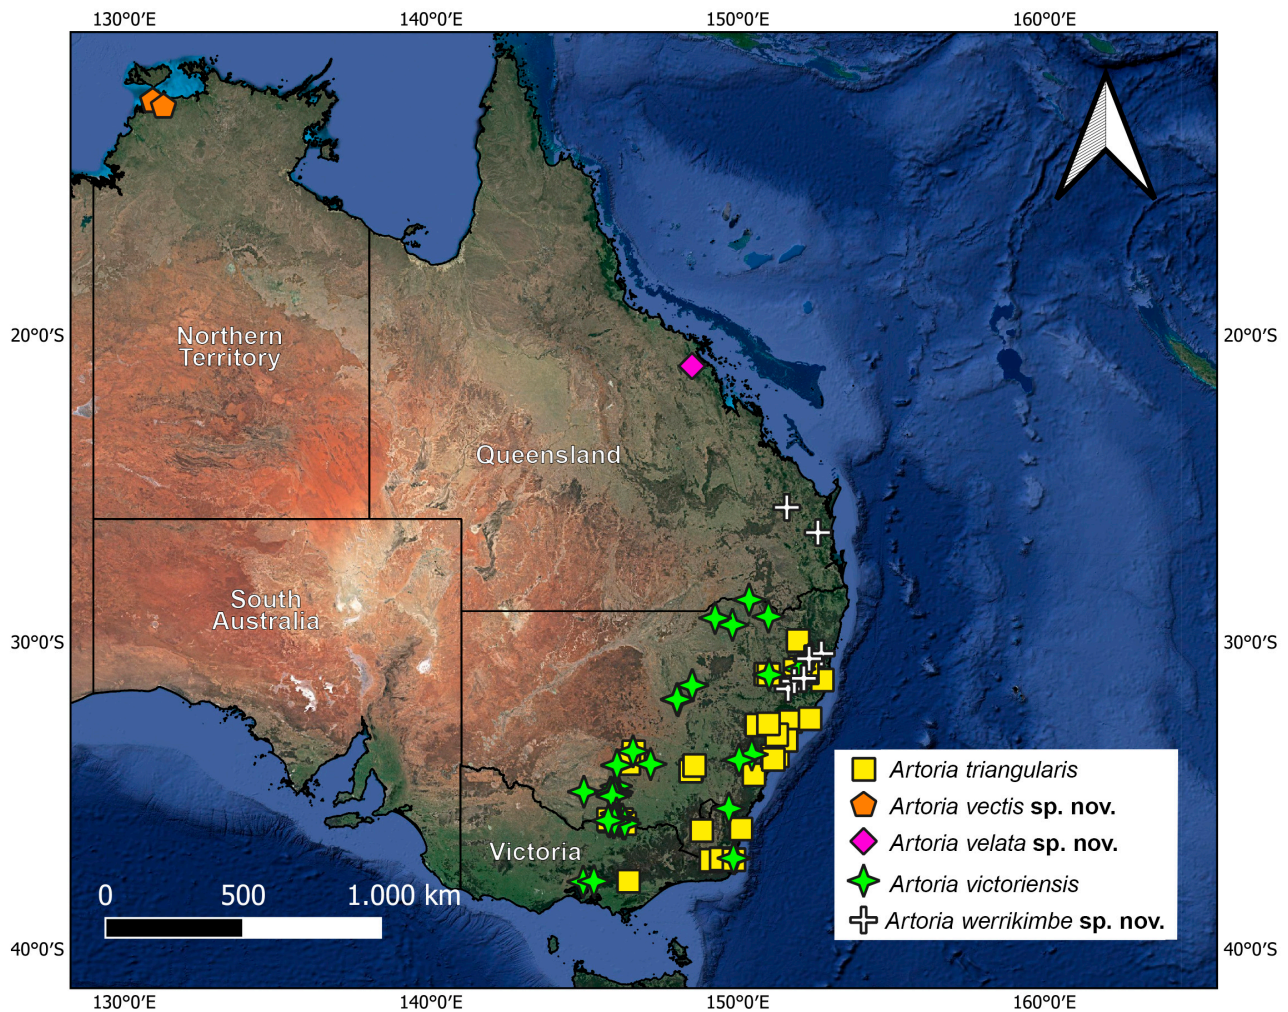 130°0′E 140°0′E 150°0′E 160°0′E
20°0′S 20°0′S
30°0′S 30°0′S
40°0′S 40°0′S
Northern
Territory
Queensland
South
Australia
Victoria
Artoria triangularis
Artoria vectis sp. nov.
Artoria velata sp. nov.
Artoria victoriensis
Artoria werrikimbe sp. nov.
0 500 1.000 km
130°0′E 140°0′E 150°0′E 160°0′E